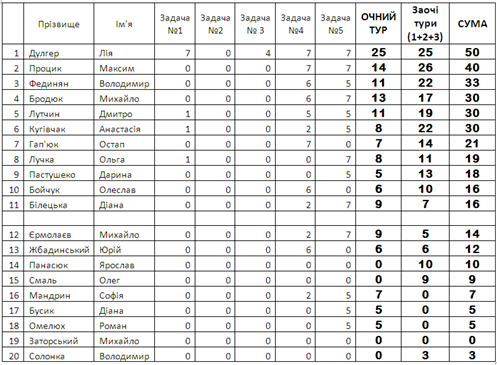 Прізвище Ім'я Задача №1 Задача №2 Задача № 3 Задача №4 Задача №5 ОЧНИЙ ТУР Заочі тури (1+2+3) СУМА
1 Дулгер Лія 7 0 4 7 7 25 25 50
2 Процик Максим 0 0 0 7 7 14 26 40
3 Фединян Володимир 0 0 0 6 5 11 22 33
4 Бродюк Михайло 0 0 0 6 7 13 17 30
5 Лутчин Дмитро 1 0 0 5 5 11 19 30
6 Кугівчак Анастасія 1 0 0 2 5 8 22 30
7 Гап'юк Остап 0 0 0 7 0 7 14 21
8 Лучка Ольга 1 0 0 0 7 8 11 19
9 Пастушеко Дарина 0 0 0 0 5 5 13 18
10 Бойчук Олеслав 0 0 0 6 0 6 10 16
11 Білецька Діана 0 0 0 2 7 9 7 16
12 Єрмолаєв Михайло 0 0 0 2 7 9 5 14
13 Жбадинський Юрій 0 0 0 6 0 6 6 12
14 Панасюк Ярослав 0 0 0 0 0 0 10 10
15 Смаль Олег 0 0 0 0 0 0 9 9
16 Мандрин Софія 0 0 0 2 5 7 0 7
17 Бусик Діана 0 0 0 0 5 5 0 5
18 Омелюх Роман 0 0 0 0 5 5 0 5
19 Заторський Михайло 0 0 0 0 0 0 0 0
20 Солонка Володимир 0 0 0 0 0 0 3 3